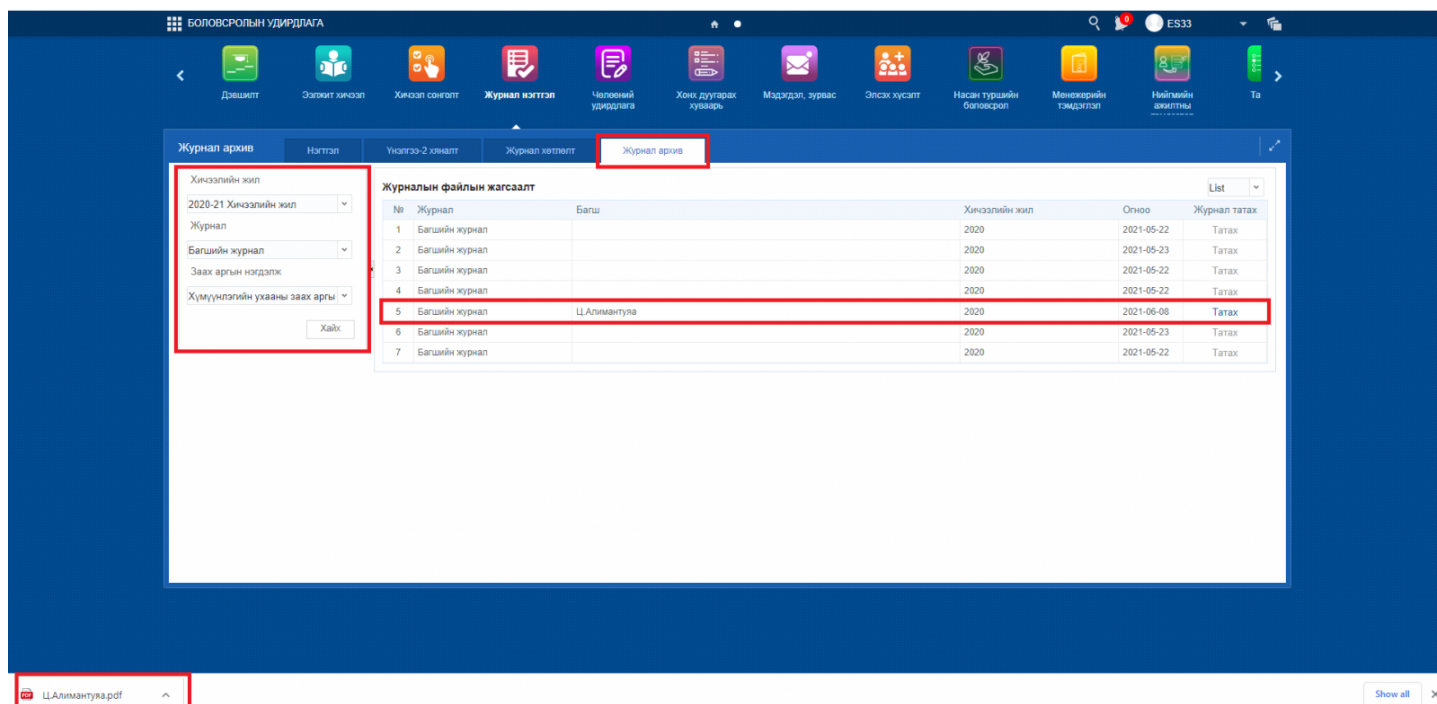 БОЛОВСРОЛЫН УДИРДЛАГА
0
ES33
Дэвшилт
Ээлжит хичээл
Хичээл сонголт
Журнал нэгтгэл
Чөлөөний удирдлага
Хонх дуугарах хуваарь
Мэдэгдэл, зурвас
Элсэх хүсэлт
Насан туршийн боловсрол
Менежерийн тэмдэглэл
Нийгмийн ажилтны
Та
Журнал архив
Нэгтгэл
Үнэлгээ-2 хяналт
Журнал хөтлөлт
Журнал архив
Хичээлийн жил
2020-21 Хичээлийн жил
Журнал
Багшийн журнал
Заах аргын нэгдэлж
Хүмүүнлэгийн ухааны заах аргы
Хайх
Журналын файлын жагсаалт
List
№ Журнал Багш Хичээлийн жил Огноо Журнал татах
1 Багшийн журнал 2020 2021-05-22 Татах
2 Багшийн журнал 2020 2021-05-23 Татах
3 Багшийн журнал 2020 2021-05-22 Татах
4 Багшийн журнал 2020 2021-05-22 Татах
5 Багшийн журнал Ц.Алимантуяа 2020 2021-06-08 Татах
6 Багшийн журнал 2020 2021-05-23 Татах
7 Багшийн журнал 2020 2021-05-22 Татах
PDF
Ц.Алимантуяа.pdf
Show all